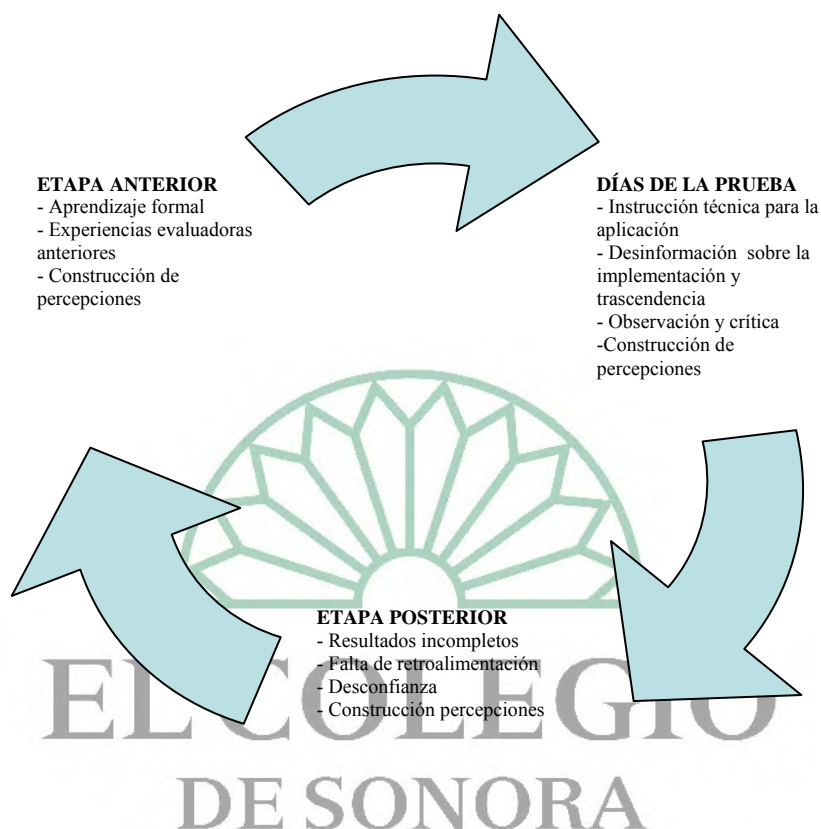 ETAPA ANTERIOR
- Aprendizaje formal
- Experiencias evaluadoras
anteriores
- Construcción de
percepciones
DÍAS DE LA PRUEBA
- Instrucción técnica para la
aplicación
- Desinformación sobre la
implementación y
trascendencia
- Observación y crítica
-Construcción de
percepciones
ETAPA POSTERIOR
- Resultados incompletos
- Falta de retroalimentación
- Desconfianza
- Construcción percepciones
EL COLEGIO
DE SONORA